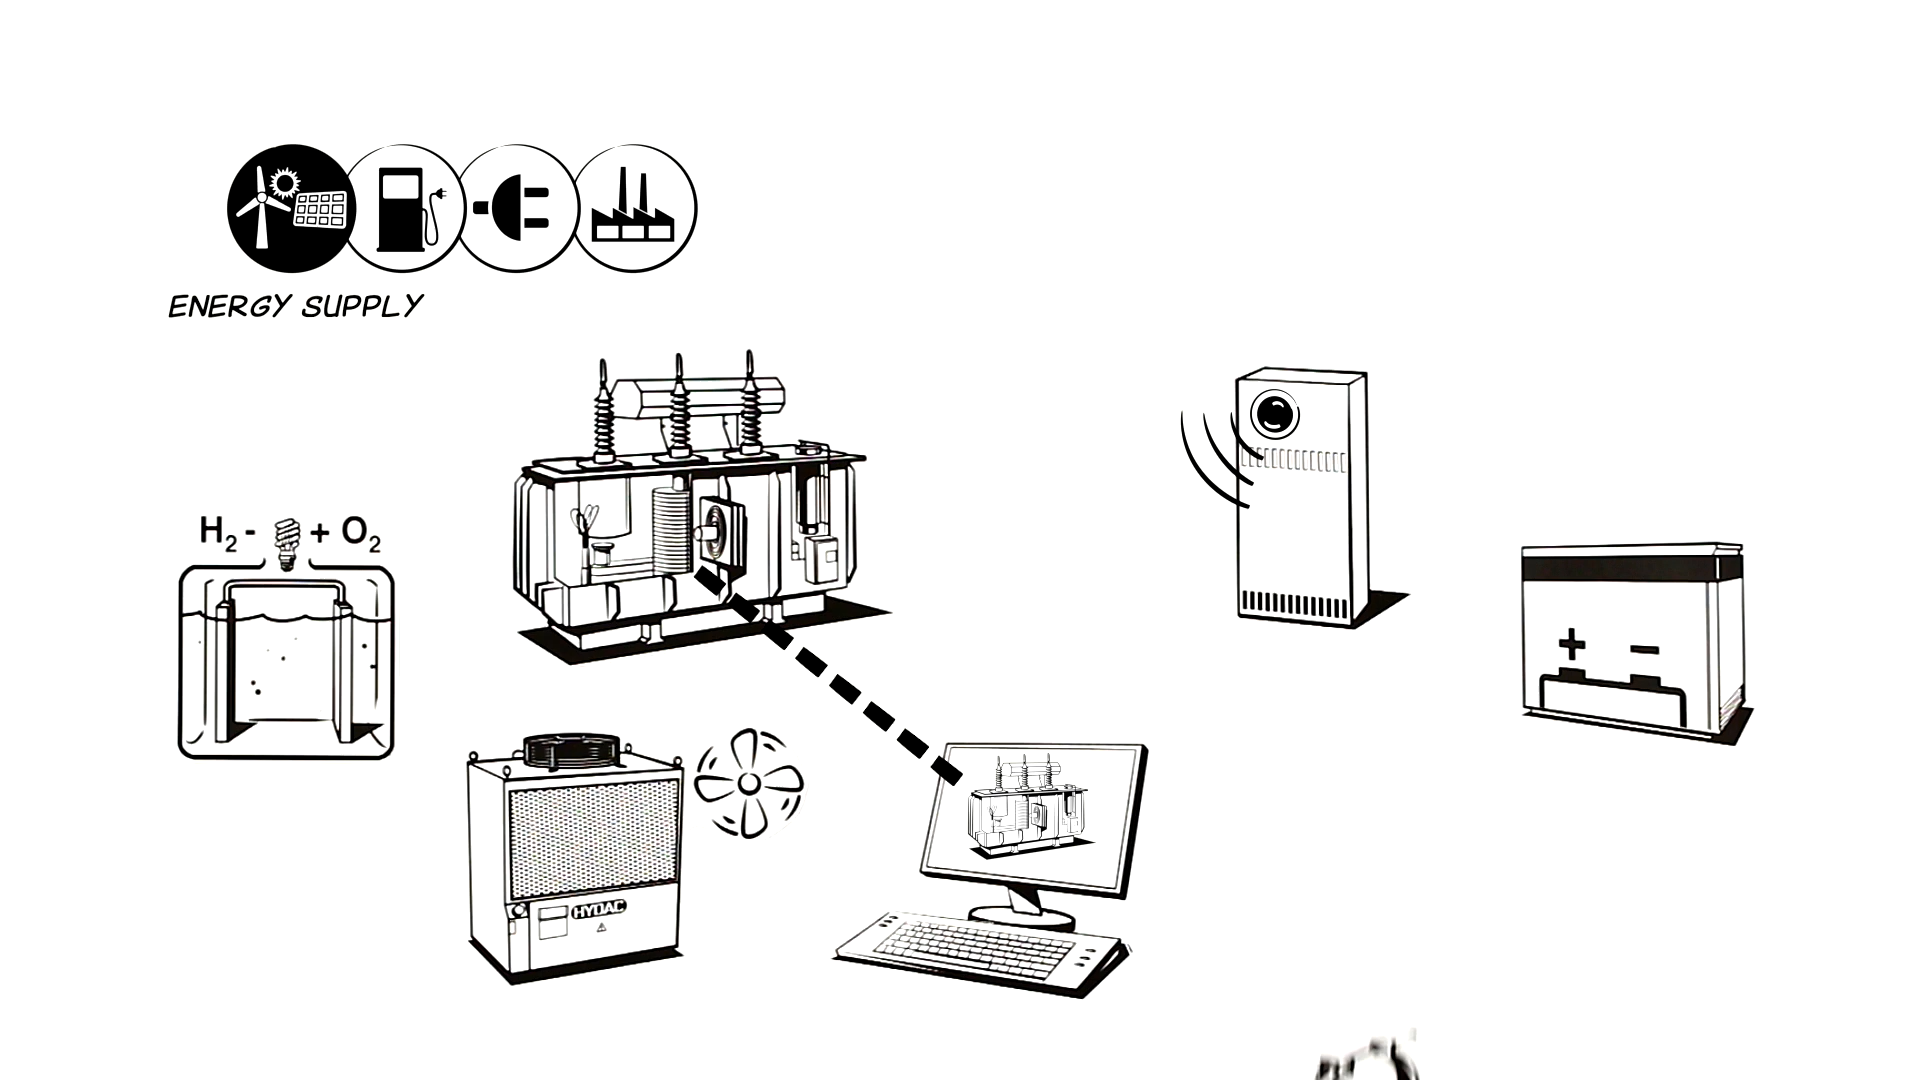 ENERGY SUPPLY
H2 - + O2
+ −
HYDAC